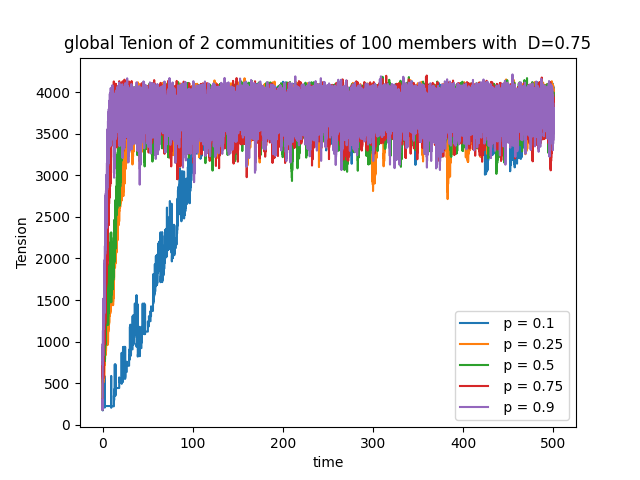 global Tenion of 2 communitities of 100 members with D=0.75
Tension
4000
3500
3000
2500
2000
1500
1000
500
0
0 100 200 300 400 500
time
p = 0.1
p = 0.25
p = 0.5
p = 0.75
p = 0.9